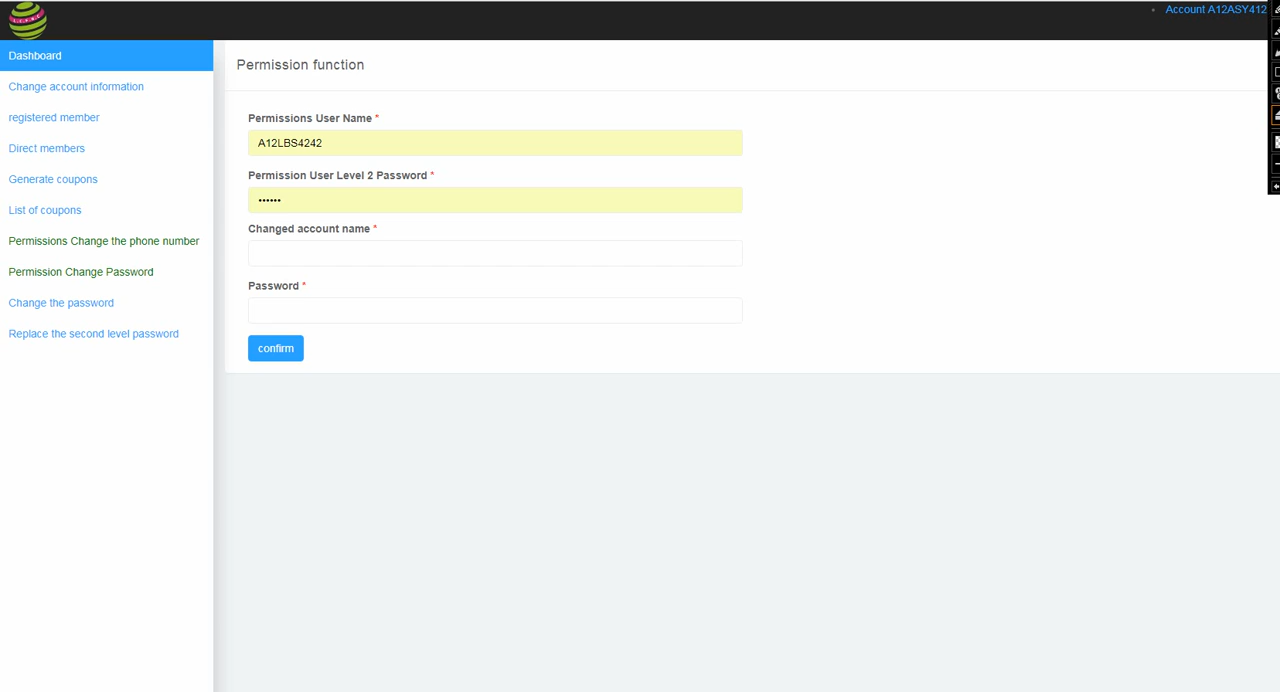 Account A12ASY412
Dashboard
Change account information
registered member
Direct members
Generate coupons
List of coupons
Permissions Change the phone number
Permission Change Password
Change the password
Replace the second level password
Permission function
Permissions User Name *
A12LBS4242
Permission User Level 2 Password *
••••••
Changed account name *
Password *
confirm